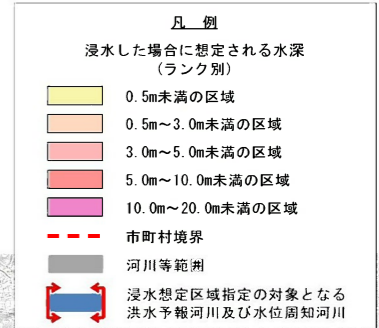 凡 例
浸水した場合に想定される水深
(ランク別)
0.5m未満の区域
0.5m~3.0m未満の区域
3.0m~5.0m未満の区域
5.0m~10.0m未満の区域
10.0m~20.0m未満の区域
市町村境界
河川等範囲
浸水想定区域指定の対象となる
洪水予報河川及び水位周知河川